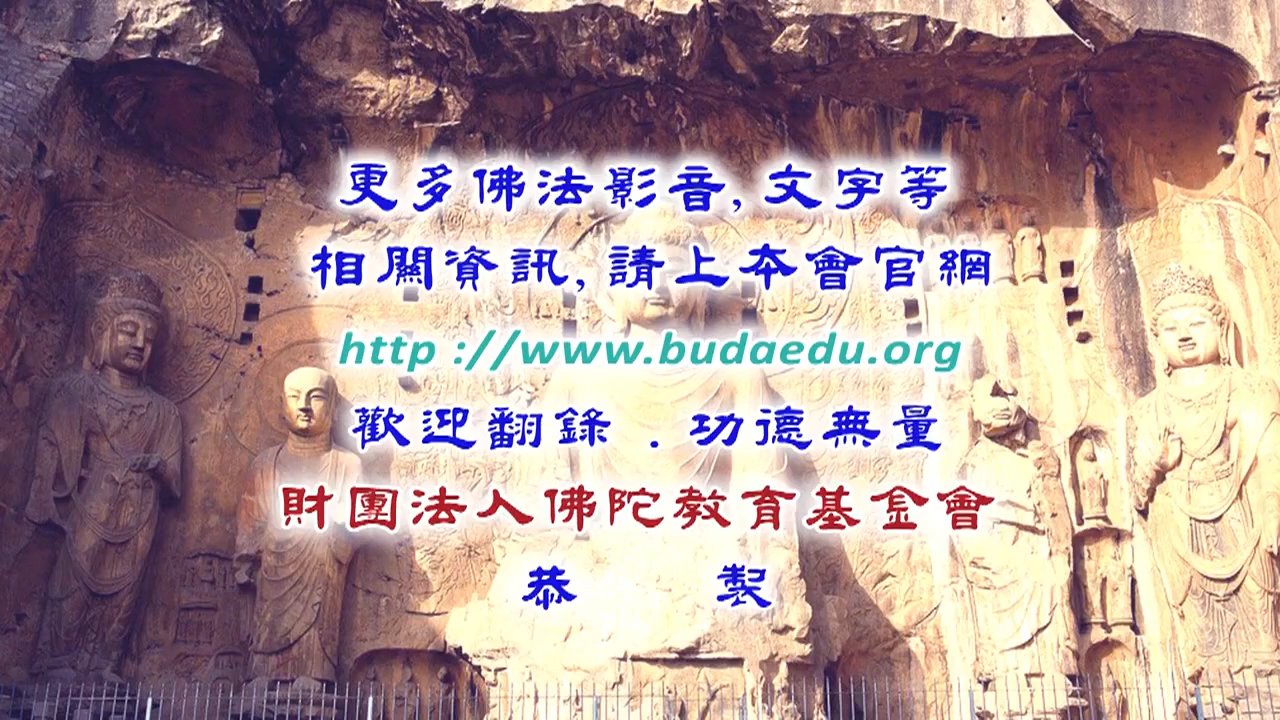 更多佛法影音,文字等
相關資訊,請上本會官網
http ://www.budaedu.org
歡迎翻錄 . 功德無量
財團法人佛陀教育基金會
恭 製